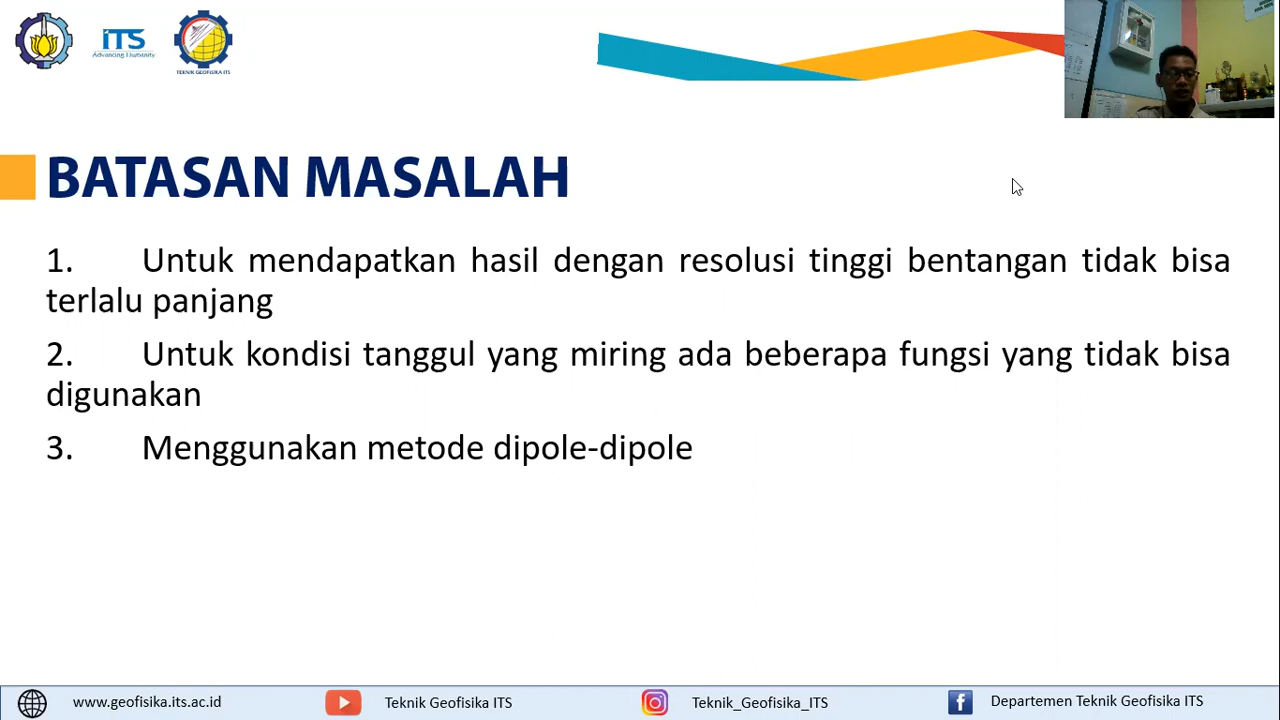 iTS
Advancing Humanity
TEKNIK GEOFISIKA ITS
BATASAN MASALAH
1. Untuk mendapatkan hasil dengan resolusi tinggi bentangan tidak bisa
terlalu panjang
2. Untuk kondisi tanggul yang miring ada beberapa fungsi yang tidak bisa
digunakan
3. Menggunakan metode dipole-dipole
www.geofisika.its.ac.id
Teknik Geofisika ITS
Teknik_Geofisika_ITS
Departemen Teknik Geofisika ITS